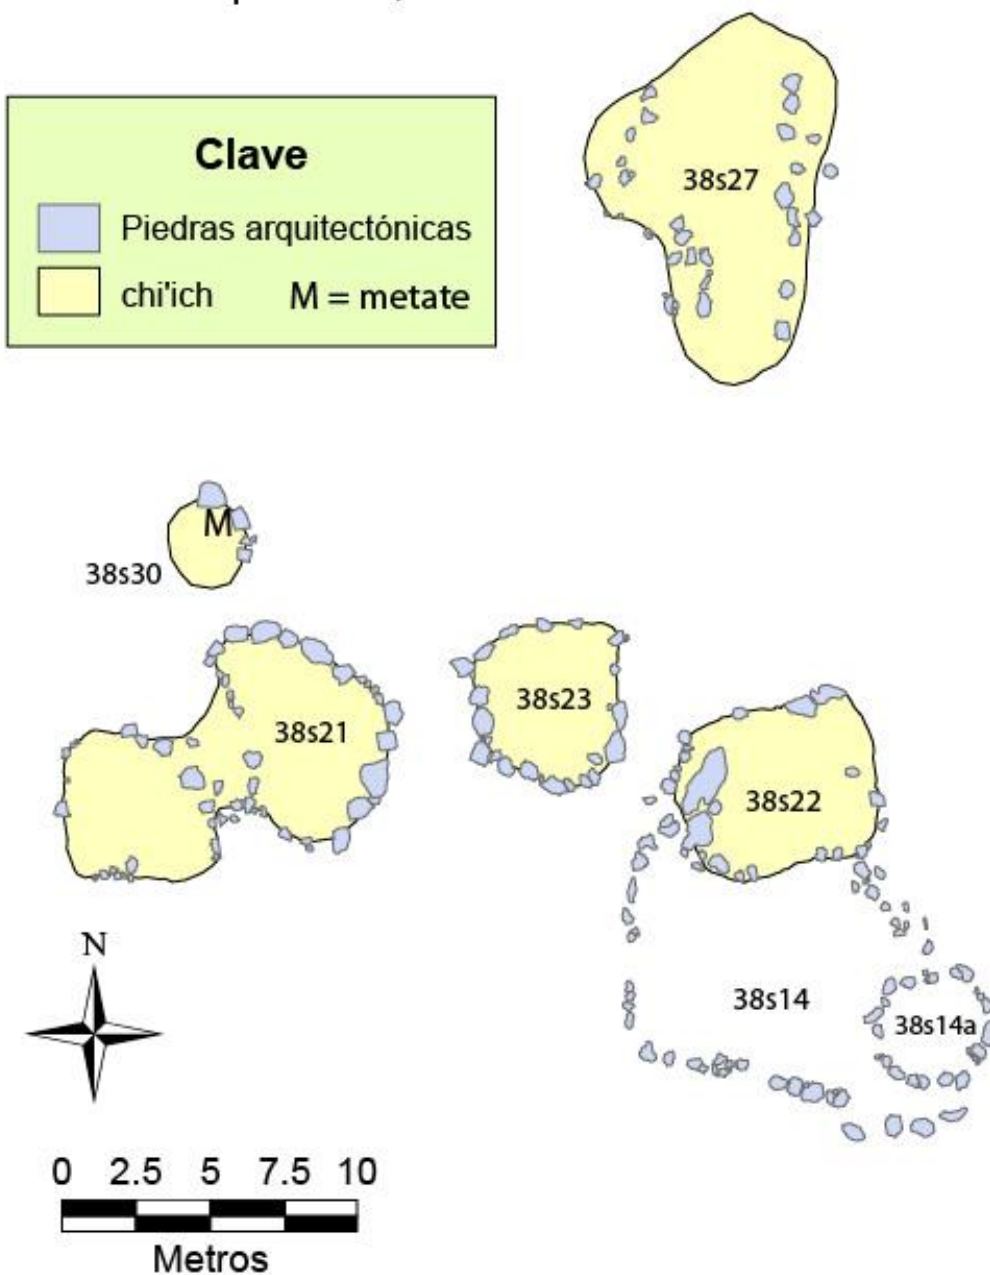 Clave
Piedras arquitectónicas
chi'ich M = metate
38s27
M
38s30
38s21
38s23
38s22
N
38s14
38s14a
0 2.5 5 7.5 10
Metros